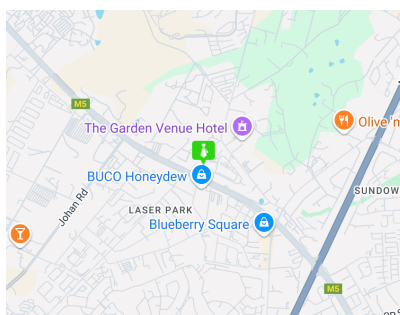 M5
Olive 'n
The Garden Venue Hotel
BUCO Honeydew
SUNDOW
Johan Rd
LASER PARK
Blueberry Square
M5